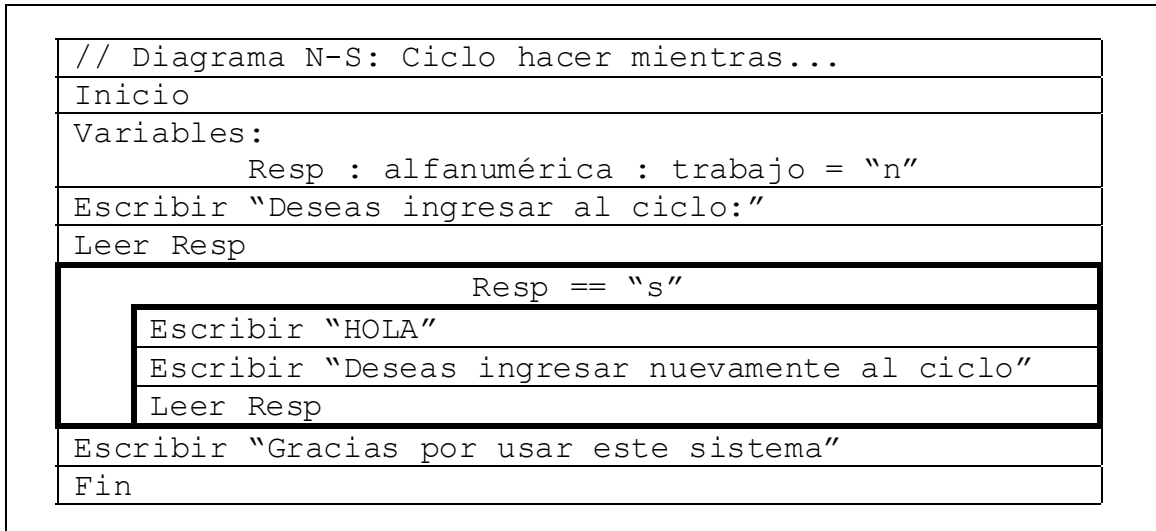 // Diagrama N-S: Ciclo hacer mientras...
Inicio
Variables:
Resp : alfanumérica : trabajo = “n”
Escribir “Deseas ingresar al ciclo:”
Leer Resp
Resp == “s”
Escribir “HOLA”
Escribir “Deseas ingresar nuevamente al ciclo”
Leer Resp
Escribir “Gracias por usar este sistema”
Fin